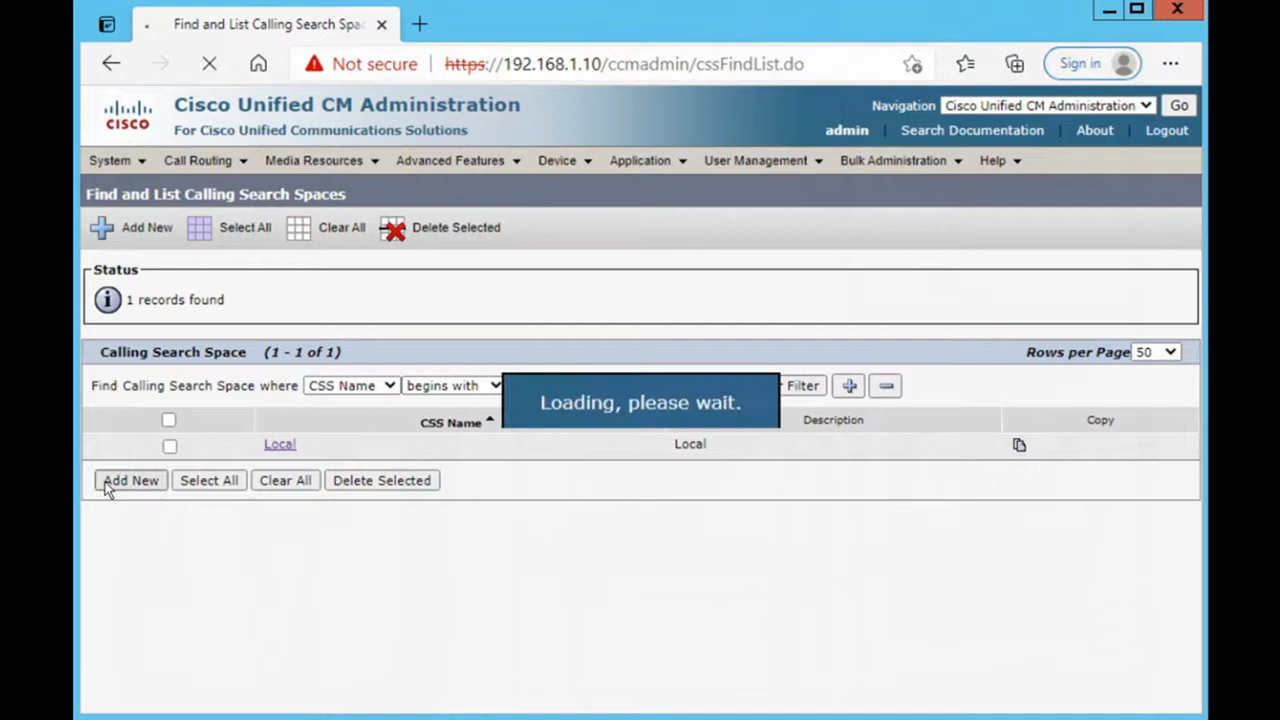 Find and List Calling Search Spac
Not secure https://192.168.1.10/ccmadmin/cssFindList.do Sign in
CISCO
Cisco Unified CM Administration
For Cisco Unified Communications Solutions
Navigation Cisco Unified CM Administration Go
admin Search Documentation About Logout
System Call Routing Media Resources Advanced Features Device Application User Management Bulk Administration Help
Find and List Calling Search Spaces
Add New Select All Clear All Delete Selected
Status
1 records found
Calling Search Space (1 - 1 of 1) Rows per Page 50
Find Calling Search Space where CSS Name begins with Filter
Loading, please wait.
CSS Name Description Copy
Local Local
Add New Select All Clear All Delete Selected